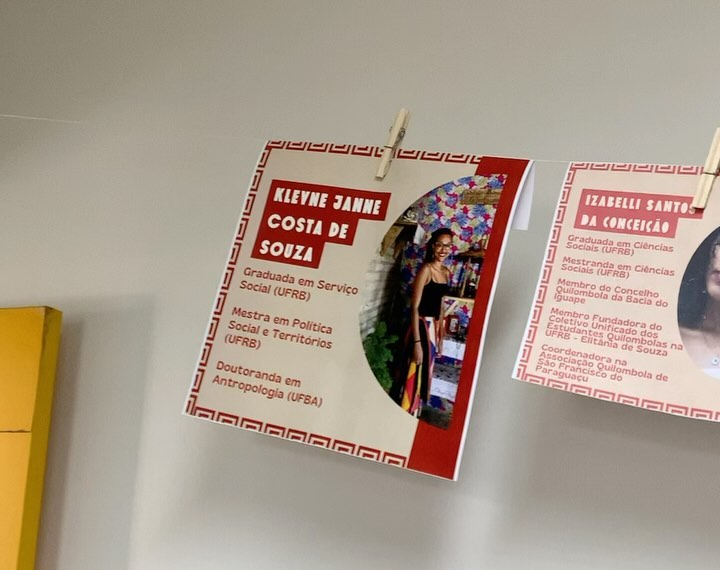 KLEYNE JANNE
COSTA DE
SOUZA
Graduada em Serviço
Social (UFRB)
Mestra em Política
Social e Territórios
(UFRB)
Doutoranda em
Antropologia (UFBA)
IZABELLI SANTOS
DA CONCEIÇÃO
Graduada em Ciências
Sociais (UFRB)
Mestranda em Ciências
Sociais (UFRB)
Membro do Concelho
Quilombola da Bacia do
Iguape
Membro Fundadora do
Coletivo Unificado dos
Estudantes Quilombolas na
UFRB - Elitânia de Souza
Coordenadora na
Associação Quilombola de
São Francisco do
Paraguaçu